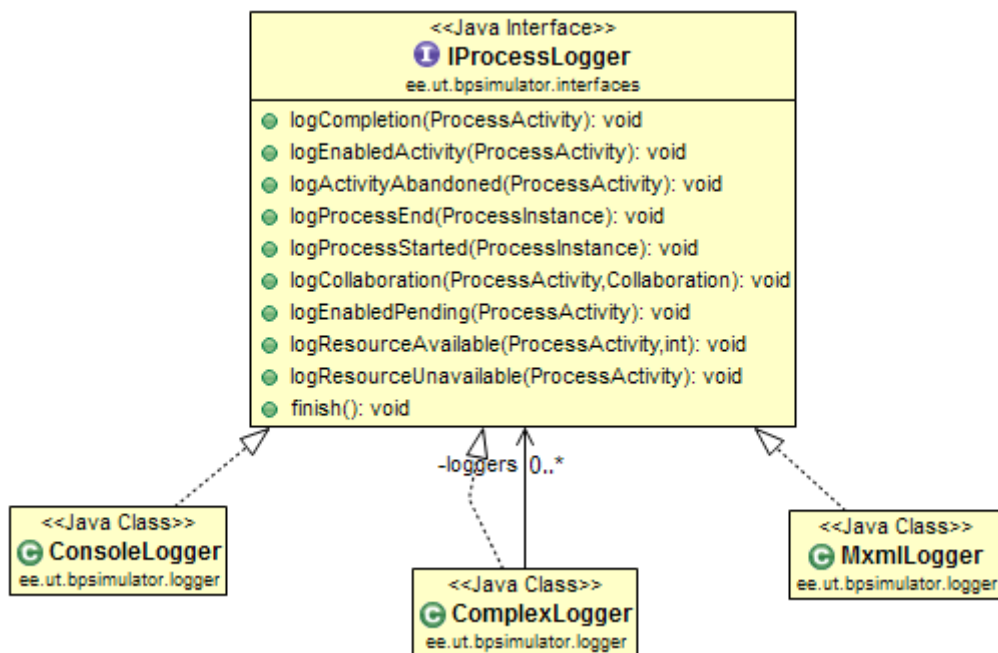 <<Java Interface>>
I IProcessLogger
ee.ut.bpsimulator.interfaces
logCompletion(ProcessActivity): void
logEnabledActivity(ProcessActivity): void
logActivityAbandoned(ProcessActivity): void
logProcessEnd(ProcessInstance): void
logProcessStarted(ProcessInstance): void
logCollaboration(ProcessActivity,Collaboration): void
logEnabledPending(ProcessActivity): void
logResourceAvailable(ProcessActivity,int): void
logResourceUnavailable(ProcessActivity): void
finish(): void
-loggers 0..*
<<Java Class>>
C ConsoleLogger
ee.ut.bpsimulator.logger
<<Java Class>>
C ComplexLogger
ee.ut.bpsimulator.logger
<<Java Class>>
C MxmlLogger
ee.ut.bpsimulator.logger